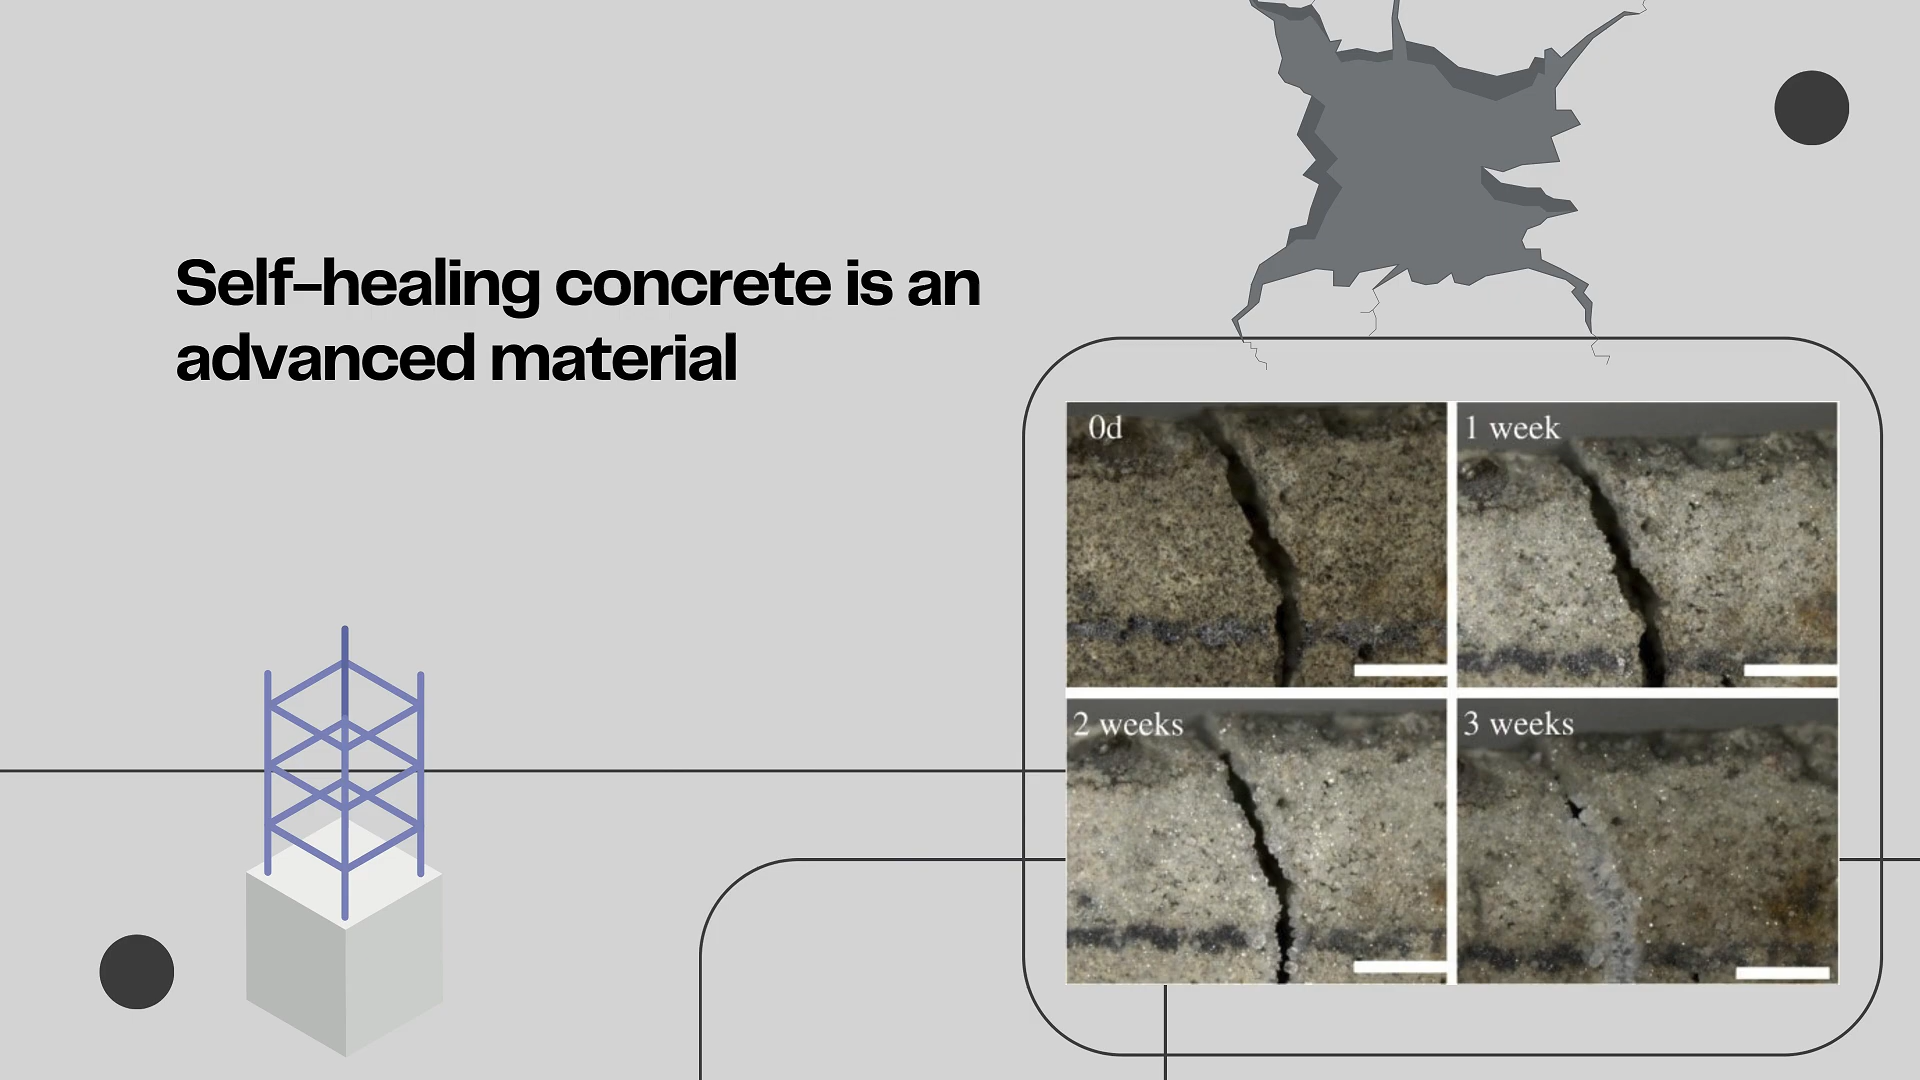 Self-healing concrete is an
advanced material
0d
1 week
2 weeks
3 weeks